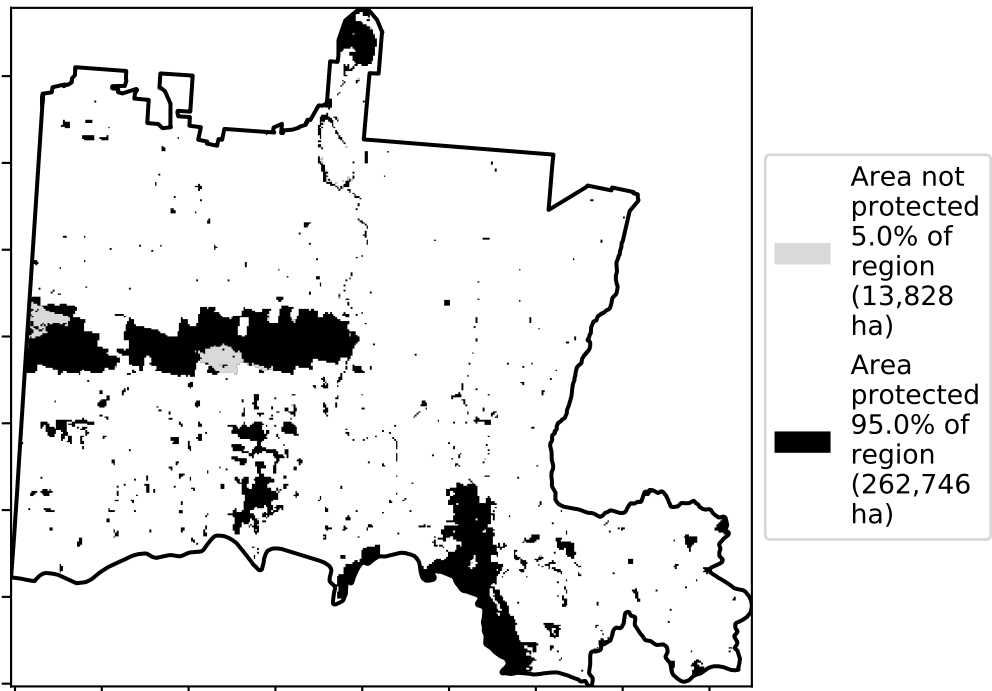 Area not
protected
5.0% of
region
(13,828
ha)
Area
protected
95.0% of
region
(262,746
ha)